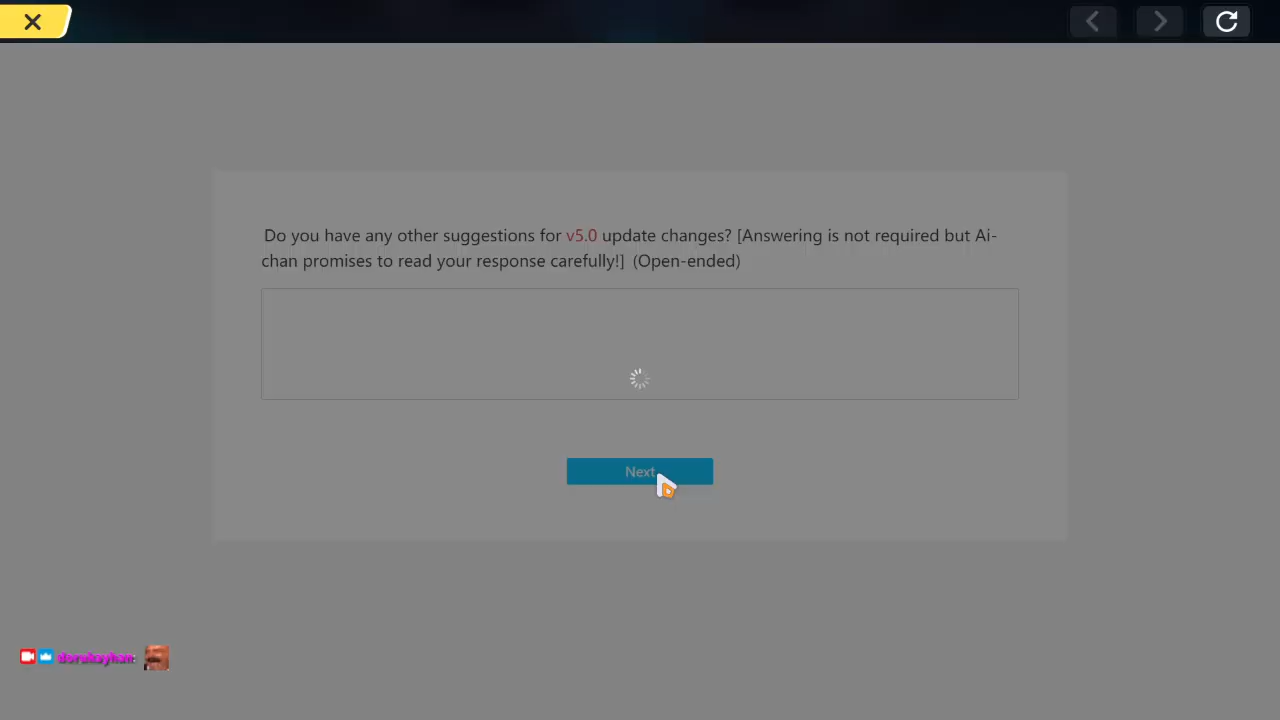 Do you have any other suggestions for v5.0 update changes? [Answering is not required but Ai-
chan promises to read your response carefully!] (Open-ended)
Next
dorukayhan: